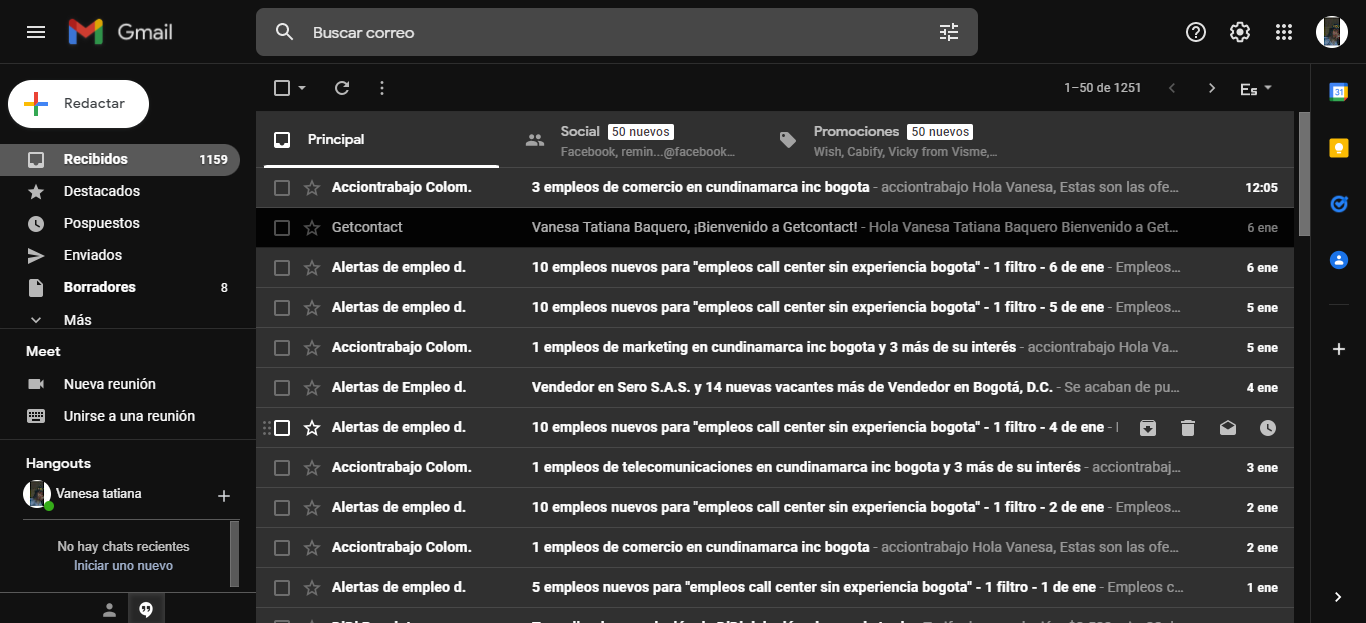 Gmail
Buscar correo
Redactar
1–50 de 1251
Es
Recibidos 1159
Destacados
Pospuestos
Enviados
Borradores 8
Más
Meet
Nueva reunión
Unirse a una reunión
Hangouts
Vanesa tatiana
No hay chats recientes
Iniciar uno nuevo
Principal
Social 50 nuevos
Facebook, remin...@facebook...
Promociones 50 nuevos
Wish, Cabify, Vicky from Visme,...
Acciontrabajo Colom. 3 empleos de comercio en cundinamarca inc bogota - acciontrabajo Hola Vanesa, Estas son las ofe... 12:05
Getcontact Vanesa Tatiana Baquero, ¡Bienvenido a Getcontact! - Hola Vanesa Tatiana Baquero Bienvenido a Get... 6 ene
Alertas de empleo d. 10 empleos nuevos para "empleos call center sin experiencia bogota" - 1 filtro - 6 de ene - Empleos... 6 ene
Alertas de empleo d. 10 empleos nuevos para "empleos call center sin experiencia bogota" - 1 filtro - 5 de ene - Empleos... 5 ene
Acciontrabajo Colom. 1 empleos de marketing en cundinamarca inc bogota y 3 más de su interés - acciontrabajo Hola Va... 5 ene
Alertas de Empleo d. Vendedor en Sero S.A.S. y 14 nuevas vacantes más de Vendedor en Bogotá, D.C. - Se acaban de pu... 4 ene
Alertas de empleo d. 10 empleos nuevos para "empleos call center sin experiencia bogota" - 1 filtro - 4 de ene -
Acciontrabajo Colom. 1 empleos de telecomunicaciones en cundinamarca inc bogota y 3 más de su interés - acciontrabaj... 3 ene
Alertas de empleo d. 10 empleos nuevos para "empleos call center sin experiencia bogota" - 1 filtro - 2 de ene - Empleos... 2 ene
Acciontrabajo Colom. 1 empleos de comercio en cundinamarca inc bogota - acciontrabajo Hola Vanesa, Estas son las ofe... 2 ene
Alertas de empleo d. 5 empleos nuevos para "empleos call center sin experiencia bogota" - 1 filtro - 1 de ene - Empleos c... 1 ene
31